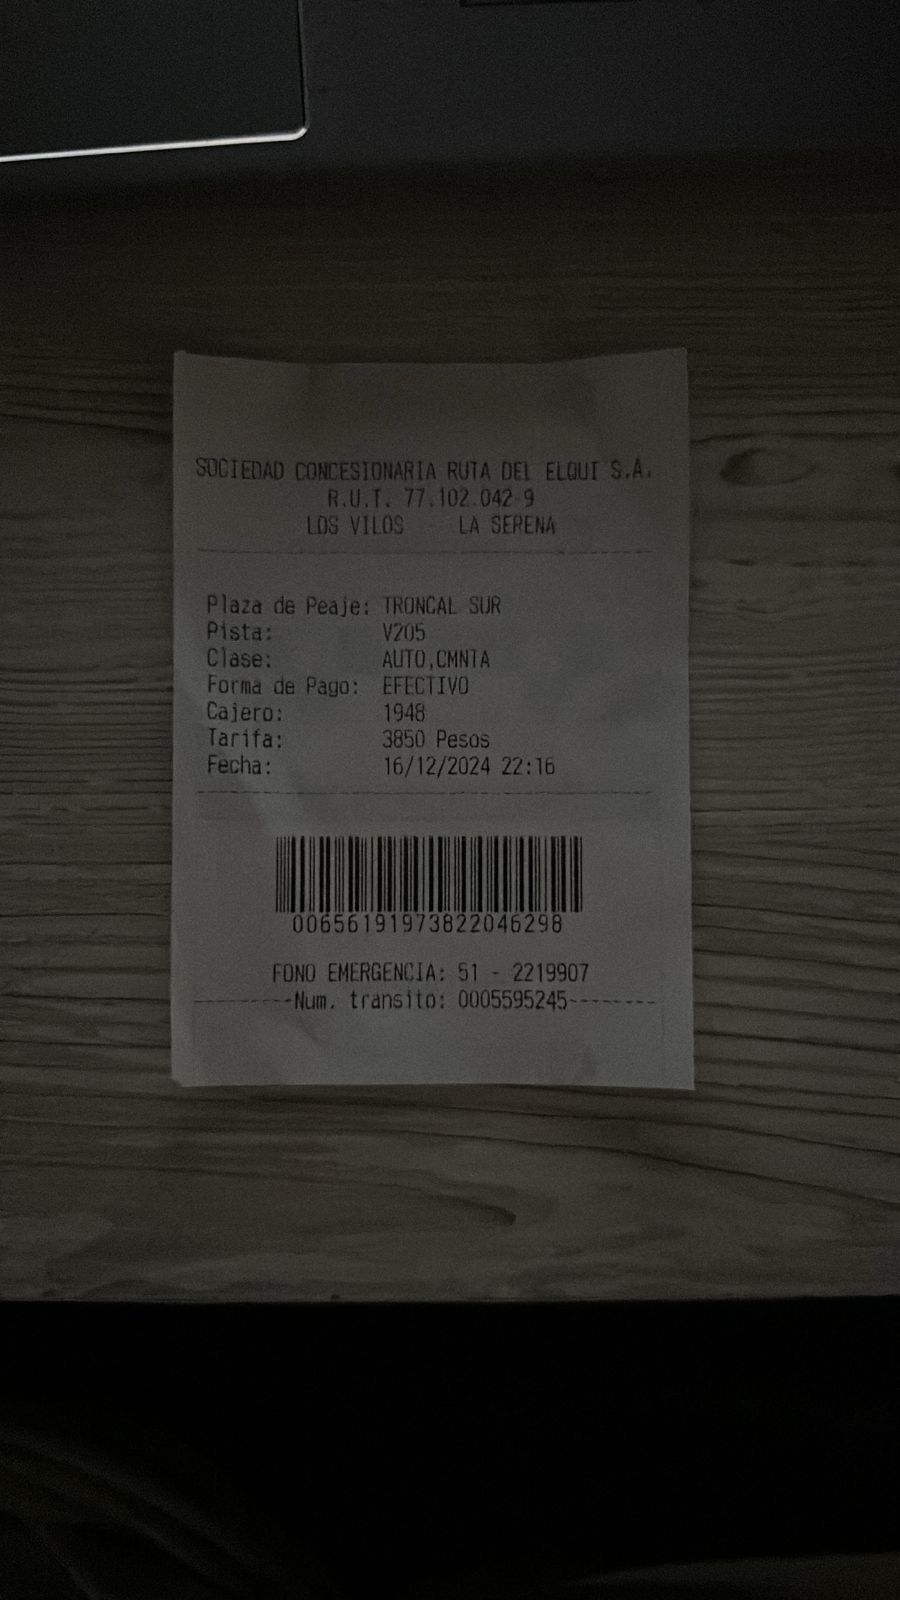 SOCIEDAD CONCESIONARIA RUTA DEL ELQUI S.A.
R.U.T. 77.102.042-9
LOS VILOS LA SERENA
Plaza de Peaje: TRONCAL SUR
Pista: V205
Clase: AUTO,CMNTA
Forma de Pago: EFECTIVO
Cajero: 1948
Tarifa: 3850 Pesos
Fecha: 16/12/2024 22:16
00656191973822046298
FONO EMERGENCIA: 51 - 2219907
Num. transito: 0005595245